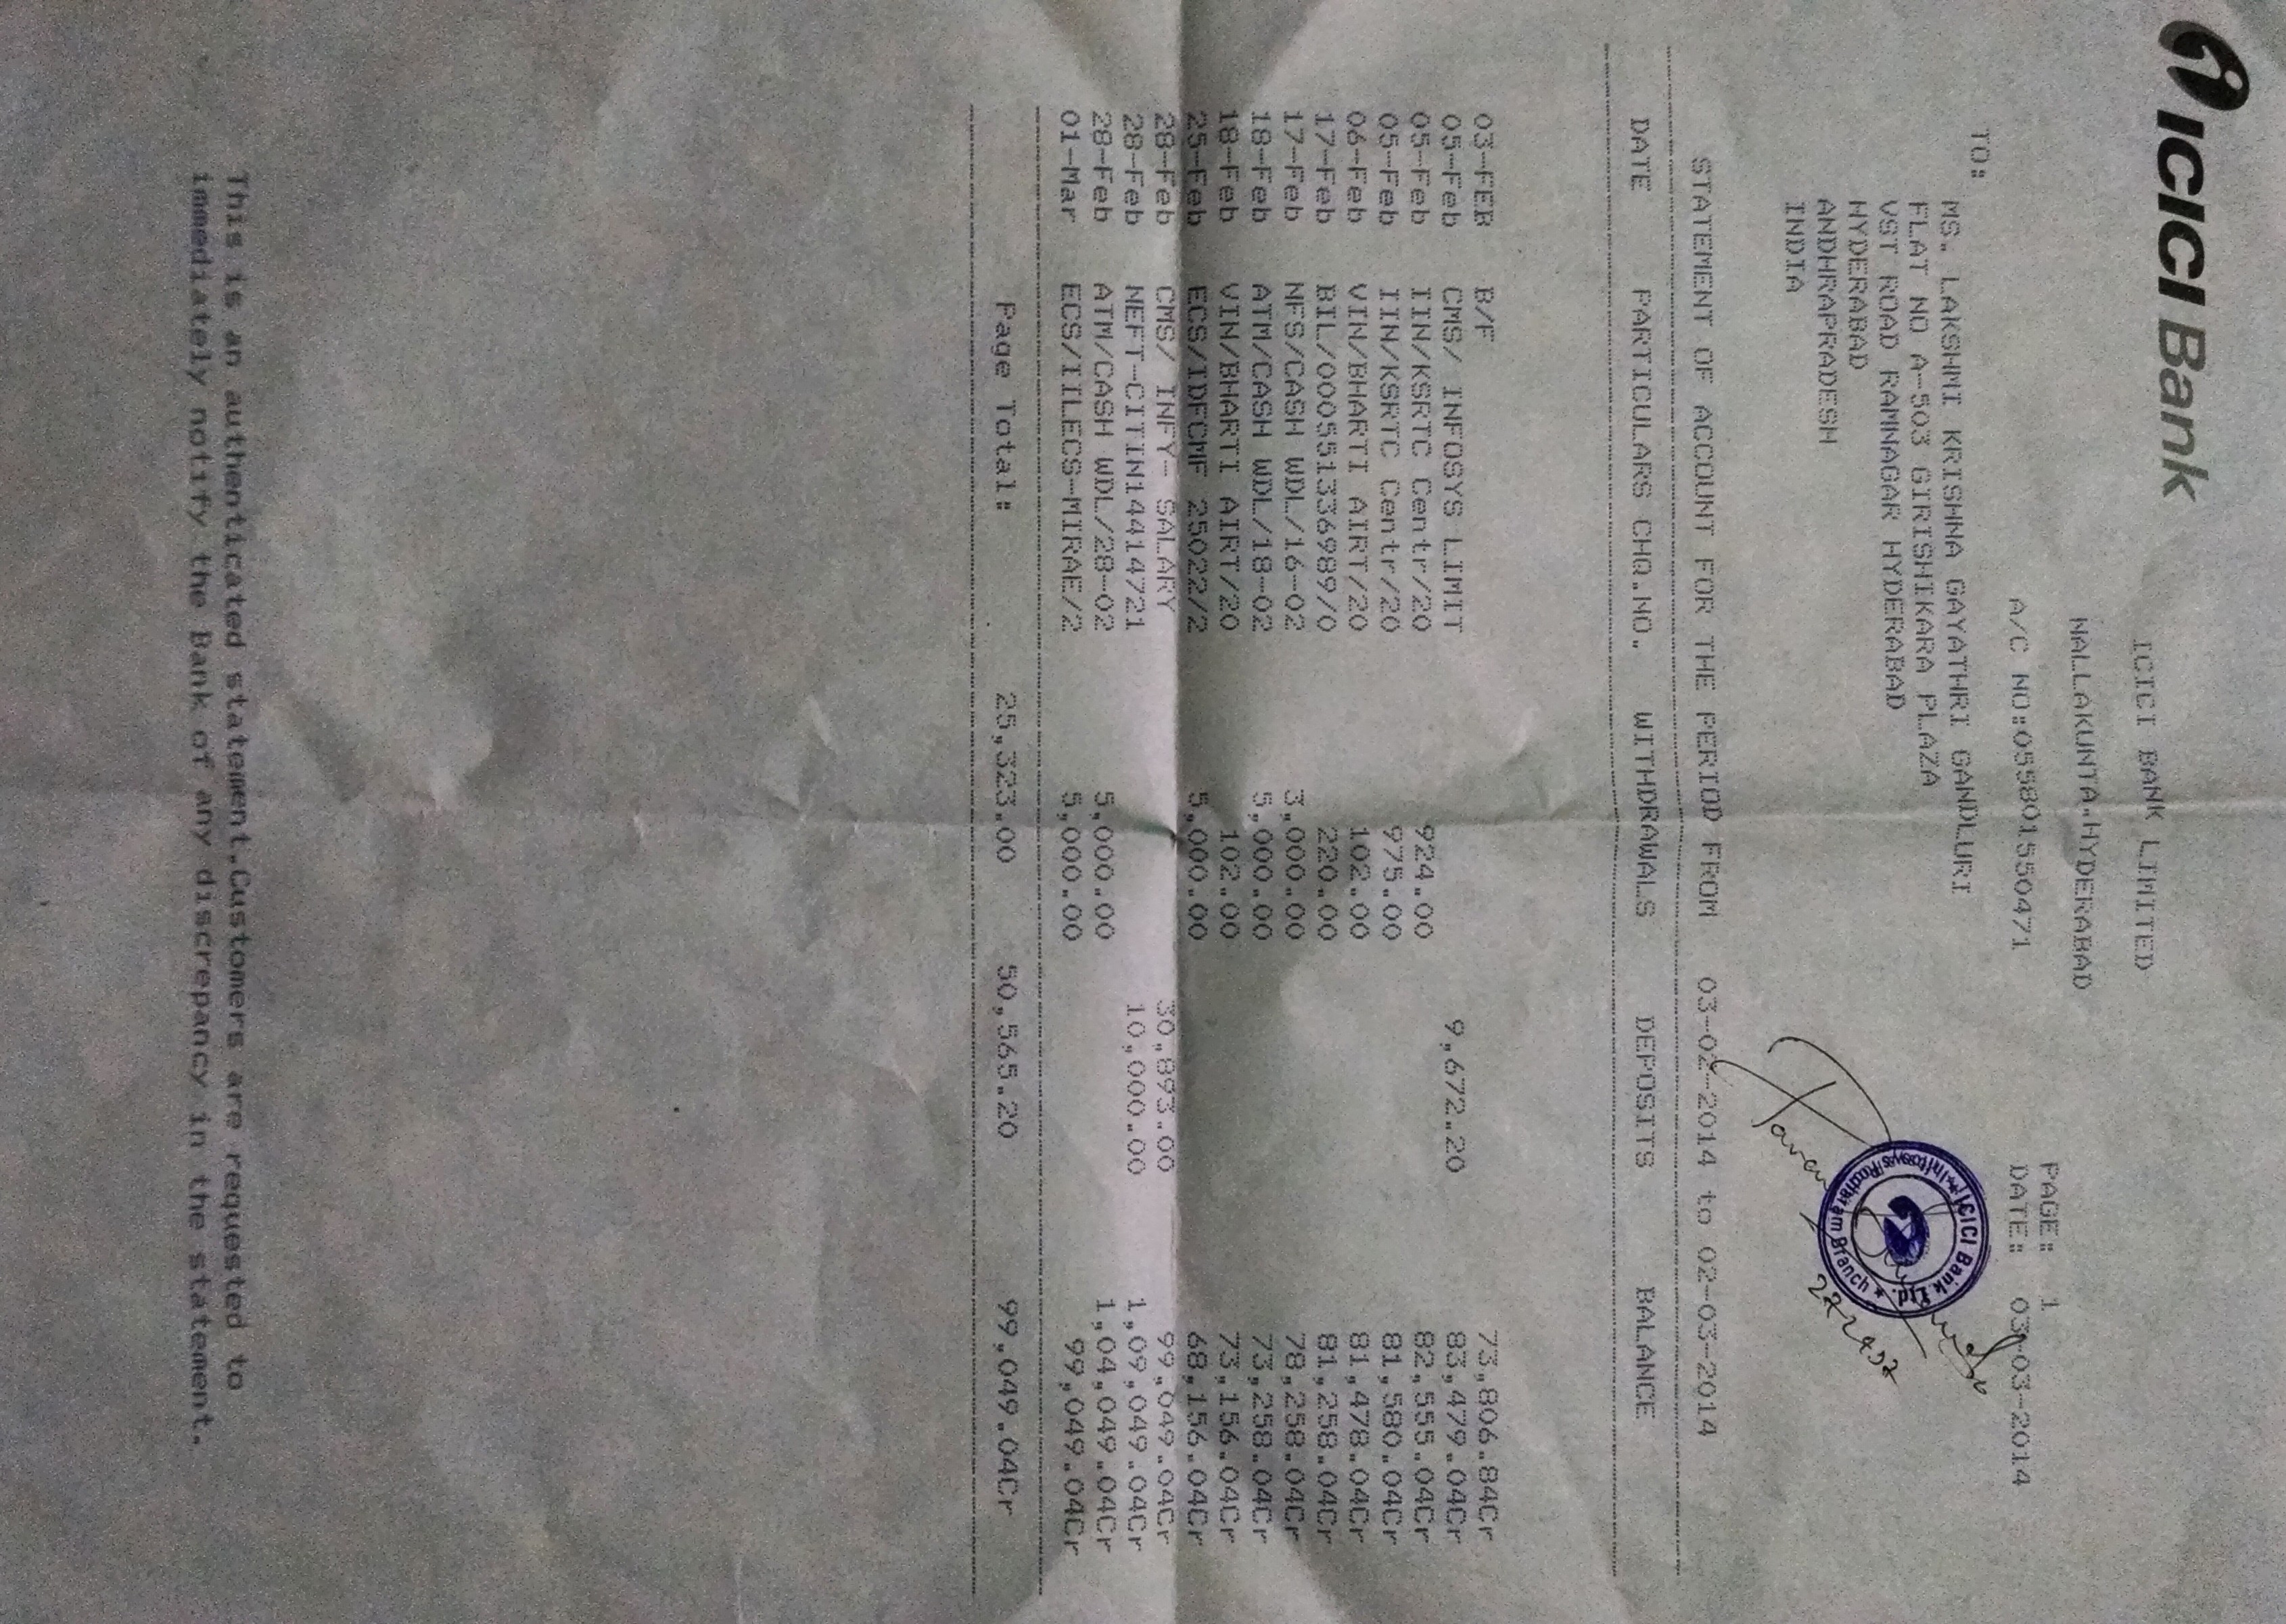 ICICI Bank
ICICI BANK LIMITED
NALLAKUNTA.HYDERABAD
PAGE: 1
A/C NO:055801550471 DATE: 03-03-2014
TO:
MS. LAKSHMI KRISHNA GAYATHRI GANDLURI
FLAT NO A-503 GIRISHIKARA PLAZA
VST ROAD RAMNAGAR HYDERABAD
HYDERABAD
ANDHRAPRADESH
INDIA
ICICI Bank Ltd. * Infosys Pocharam Branch *
STATEMENT OF ACCOUNT FOR THE PERIOD FROM 03-02-2014 to 02-03-2014
DATE PARTICULARS CHQ.NO. WITHDRAWALS DEPOSITS BALANCE
03-FEB B/F 73,806.84Cr
05-Feb CMS/ INFOSYS LIMIT 9,672.20 83,479.04Cr
05-Feb IIN/KSRTC Centr/20 924.00 82,555.04Cr
05-Feb IIN/KSRTC Centr/20 975.00 81,580.04Cr
06-Feb VIN/BHARTI AIRT/20 102.00 81,478.04Cr
17-Feb BIL/000551336989/0 220.00 81,258.04Cr
17-Feb NFS/CASH WDL/16-02 3,000.00 78,258.04Cr
18-Feb ATM/CASH WDL/18-02 5,000.00 73,258.04Cr
18-Feb VIN/BHARTI AIRT/20 102.00 73,156.04Cr
25-Feb ECS/IDFCMF 25022/2 5,000.00 68,156.04Cr
28-Feb CMS/ INFY- SALARY 30,893.00 99,049.04Cr
28-Feb NEFT-CITIN14414721 10,000.00 1,09,049.04Cr
28-Feb ATM/CASH WDL/28-02 5,000.00 1,04,049.04Cr
01-Mar ECS/IILECS-MIRAE/2 5,000.00 99,049.04Cr
Page Total: 25,323.00 50,565.20 99,049.04Cr
This is an authenticated statement.Customers are requested to
immediately notify the Bank of any discrepancy in the statement.